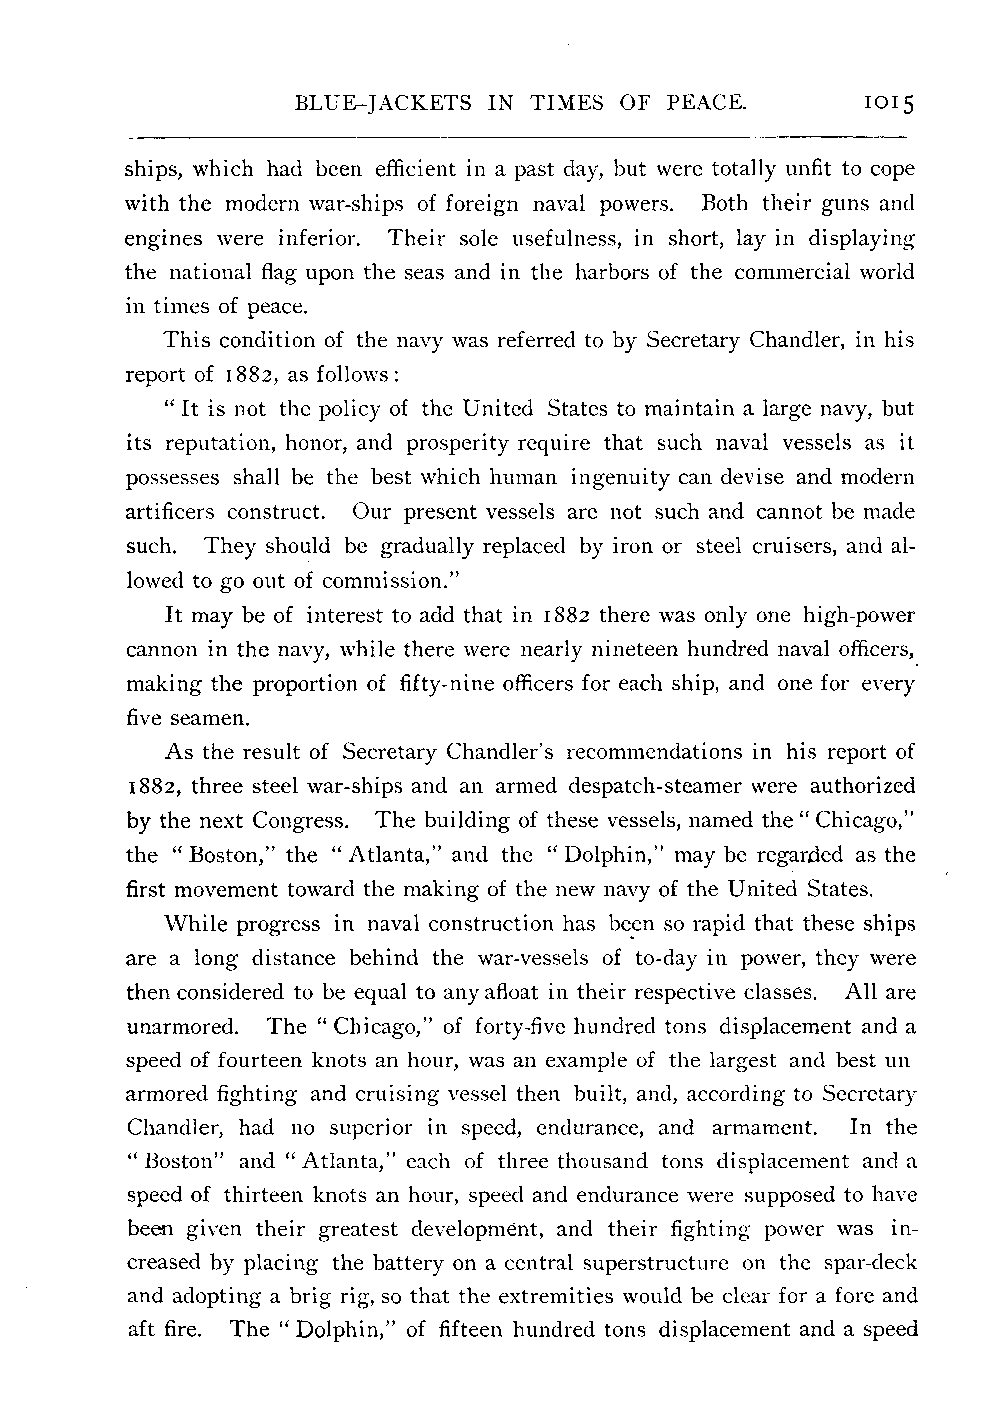 BLUE-JACKETS IN TIMES OF PEACE. 1015
ships, which had been efficient in a past day, but were totally unfit to cope
with the modern war-ships of foreign naval powers. Both their guns and
engines were inferior. Their sole usefulness, in short, lay in displaying
the national flag upon the seas and in the harbors of the commercial world
in times of peace.
This condition of the navy was referred to by Secretary Chandler, in his
report of 1882, as follows:
“It is not the policy of the United States to maintain a large navy, but
its reputation, honor, and prosperity require that such naval vessels as it
possesses shall be the best which human ingenuity can devise and modern
artificers construct. Our present vessels are not such and cannot be made
such. They should be gradually replaced by iron or steel cruisers, and al-
lowed to go out of commission.”
It may be of interest to add that in 1882 there was only one high-power
cannon in the navy, while there were nearly nineteen hundred naval officers,
making the proportion of fifty-nine officers for each ship, and one for every
five seamen.
As the result of Secretary Chandler’s recommendations in his report of
1882, three steel war-ships and an armed despatch-steamer were authorized
by the next Congress. The building of these vessels, named the “Chicago,”
the “Boston,” the “Atlanta,” and the “Dolphin,” may be regarded as the
first movement toward the making of the new navy of the United States.
While progress in naval construction has been so rapid that these ships
are a long distance behind the war-vessels of to-day in power, they were
then considered to be equal to any afloat in their respective classes. All are
unarmored. The “Chicago,” of forty-five hundred tons displacement and a
speed of fourteen knots an hour, was an example of the largest and best un
armored fighting and cruising vessel then built, and, according to Secretary
Chandler, had no superior in speed, endurance, and armament. In the
“Boston” and “Atlanta,” each of three thousand tons displacement and a
speed of thirteen knots an hour, speed and endurance were supposed to have
been given their greatest development, and their fighting power was in-
creased by placing the battery on a central superstructure on the spar-deck
and adopting a brig rig, so that the extremities would be clear for a fore and
aft fire. The “Dolphin,” of fifteen hundred tons displacement and a speed